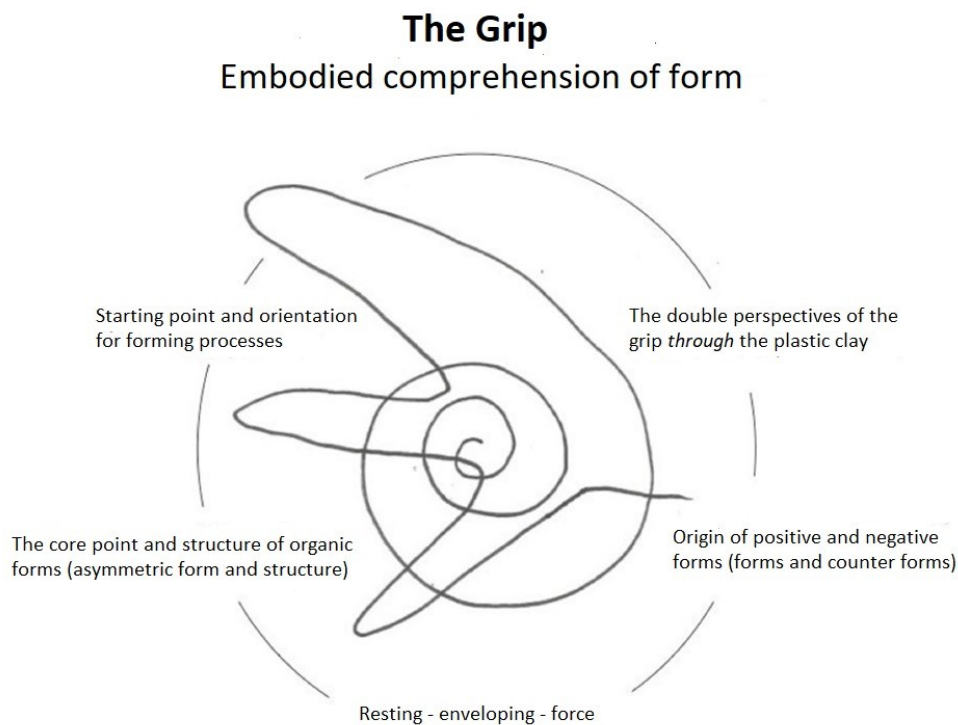 The Grip
Embodied comprehension of form
Starting point and orientation
for forming processes
The double perspectives of the
grip through the plastic clay
The core point and structure of organic
forms (asymmetric form and structure)
Origin of positive and negative
forms (forms and counter forms)
Resting - enveloping - force